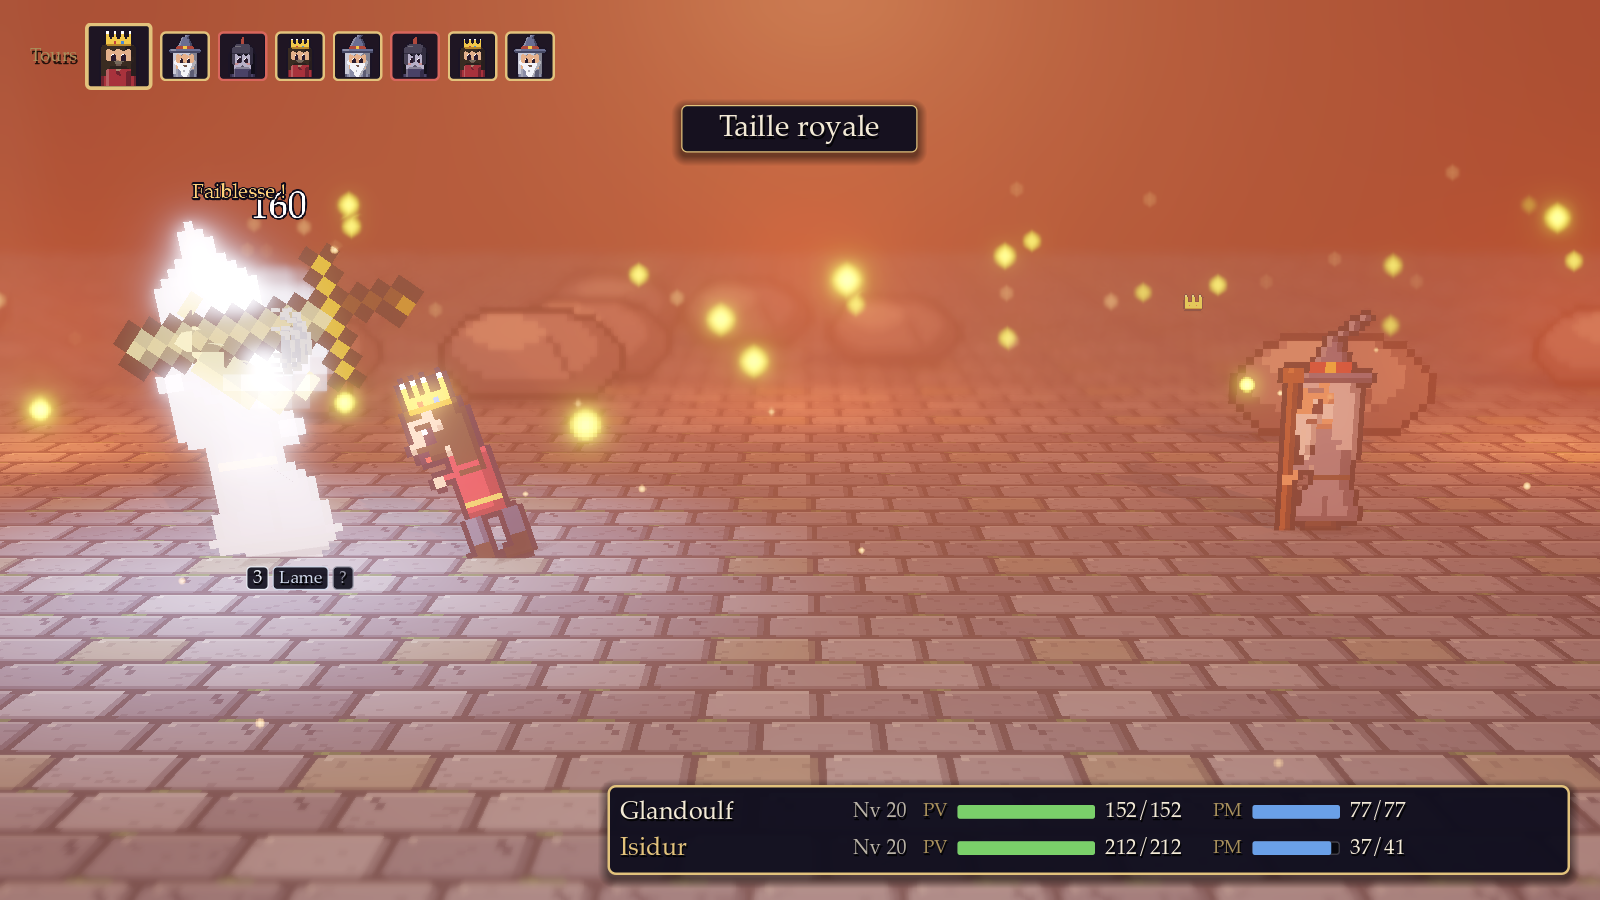 Tours
Taille royale
Faiblesse !
160
3 Lame ?
Glandoulf Nv 20 PV 152/152 PM 77/77
Isidur Nv 20 PV 212/212 PM 37/41